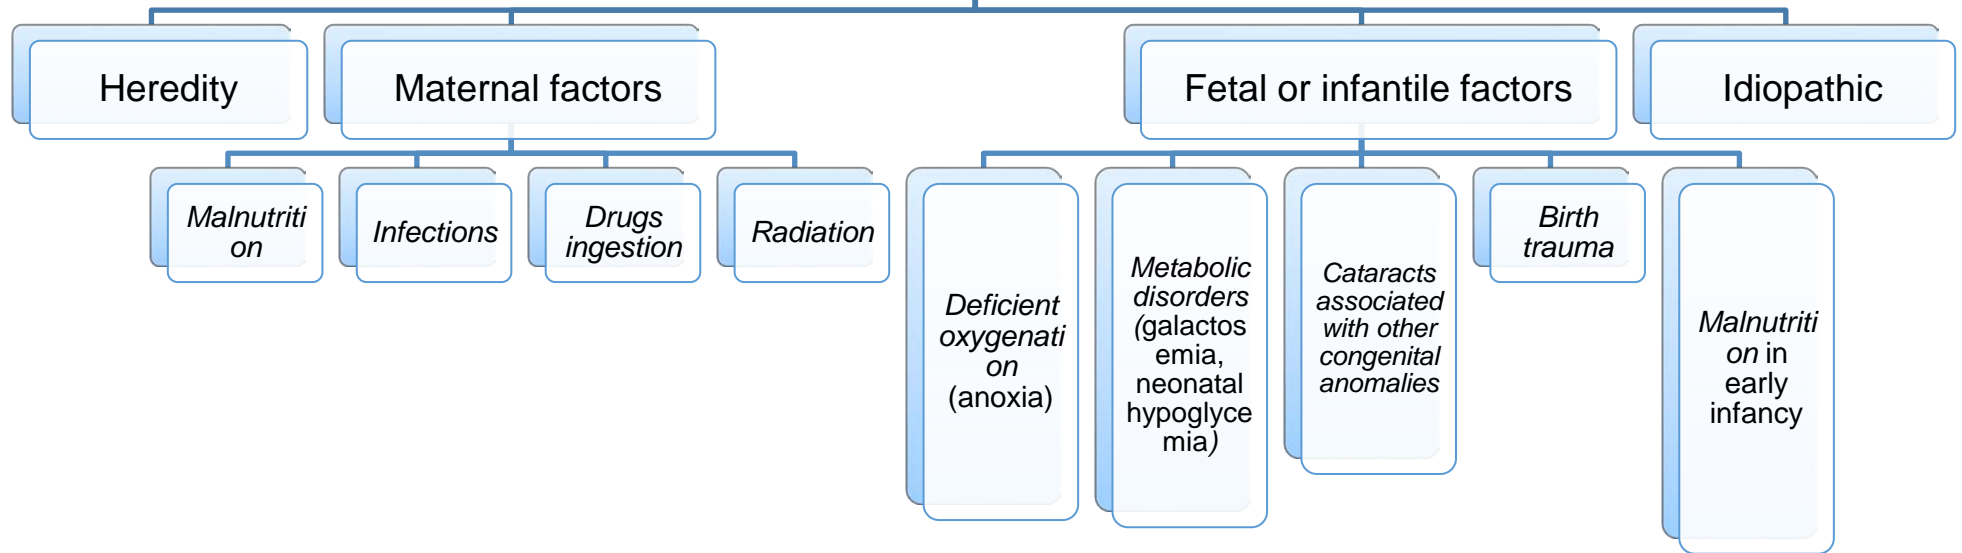 Heredity
Maternal factors
Fetal or infantile factors
Idiopathic
Malnutriti
on
Infections
Drugs
ingestion
Radiation
Deficient
oxygenati
on
(anoxia)
Metabolic
disorders
(galactos
emia,
neonatal
hypoglyce
mia)
Cataracts
associated
with other
congenital
anomalies
Birth
trauma
Malnutriti
on in
early
infancy